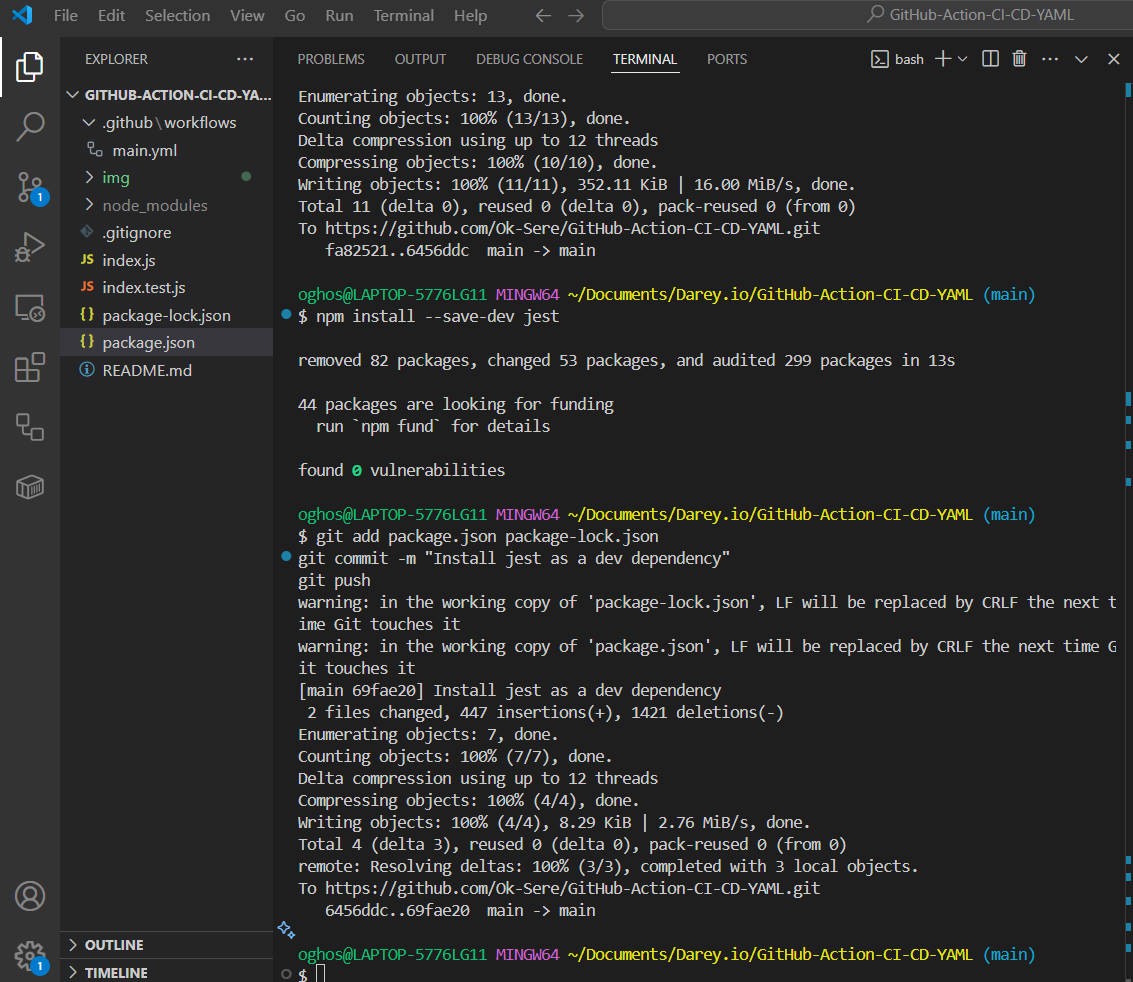 File Edit Selection View Go Run Terminal Help
GitHub-Action-CI-CD-YAML
EXPLORER
GITHUB-ACTION-CI-CD-YA...
.github\workflows
main.yml
img
node_modules
.gitignore
JS index.js
JS index.test.js
{} package-lock.json
{} package.json
README.md
1
1
OUTLINE
TIMELINE
PROBLEMS OUTPUT DEBUG CONSOLE TERMINAL PORTS
bash
Enumerating objects: 13, done.
Counting objects: 100% (13/13), done.
Delta compression using up to 12 threads
Compressing objects: 100% (10/10), done.
Writing objects: 100% (11/11), 352.11 KiB | 16.00 MiB/s, done.
Total 11 (delta 0), reused 0 (delta 0), pack-reused 0 (from 0)
To https://github.com/Ok-Sere/GitHub-Action-CI-CD-YAML.git
fa82521..6456ddc main -> main
oghos@LAPTOP-5776LG11 MINGW64 ~/Documents/Darey.io/GitHub-Action-CI-CD-YAML (main)
$ npm install --save-dev jest
removed 82 packages, changed 53 packages, and audited 299 packages in 13s
44 packages are looking for funding
run `npm fund` for details
found 0 vulnerabilities
oghos@LAPTOP-5776LG11 MINGW64 ~/Documents/Darey.io/GitHub-Action-CI-CD-YAML (main)
$ git add package.json package-lock.json
git commit -m "Install jest as a dev dependency"
git push
warning: in the working copy of 'package-lock.json', LF will be replaced by CRLF the next t
ime Git touches it
warning: in the working copy of 'package.json', LF will be replaced by CRLF the next time G
it touches it
[main 69fae20] Install jest as a dev dependency
2 files changed, 447 insertions(+), 1421 deletions(-)
Enumerating objects: 7, done.
Counting objects: 100% (7/7), done.
Delta compression using up to 12 threads
Compressing objects: 100% (4/4), done.
Writing objects: 100% (4/4), 8.29 KiB | 2.76 MiB/s, done.
Total 4 (delta 3), reused 0 (delta 0), pack-reused 0 (from 0)
remote: Resolving deltas: 100% (3/3), completed with 3 local objects.
To https://github.com/Ok-Sere/GitHub-Action-CI-CD-YAML.git
6456ddc..69fae20 main -> main
oghos@LAPTOP-5776LG11 MINGW64 ~/Documents/Darey.io/GitHub-Action-CI-CD-YAML (main)
$